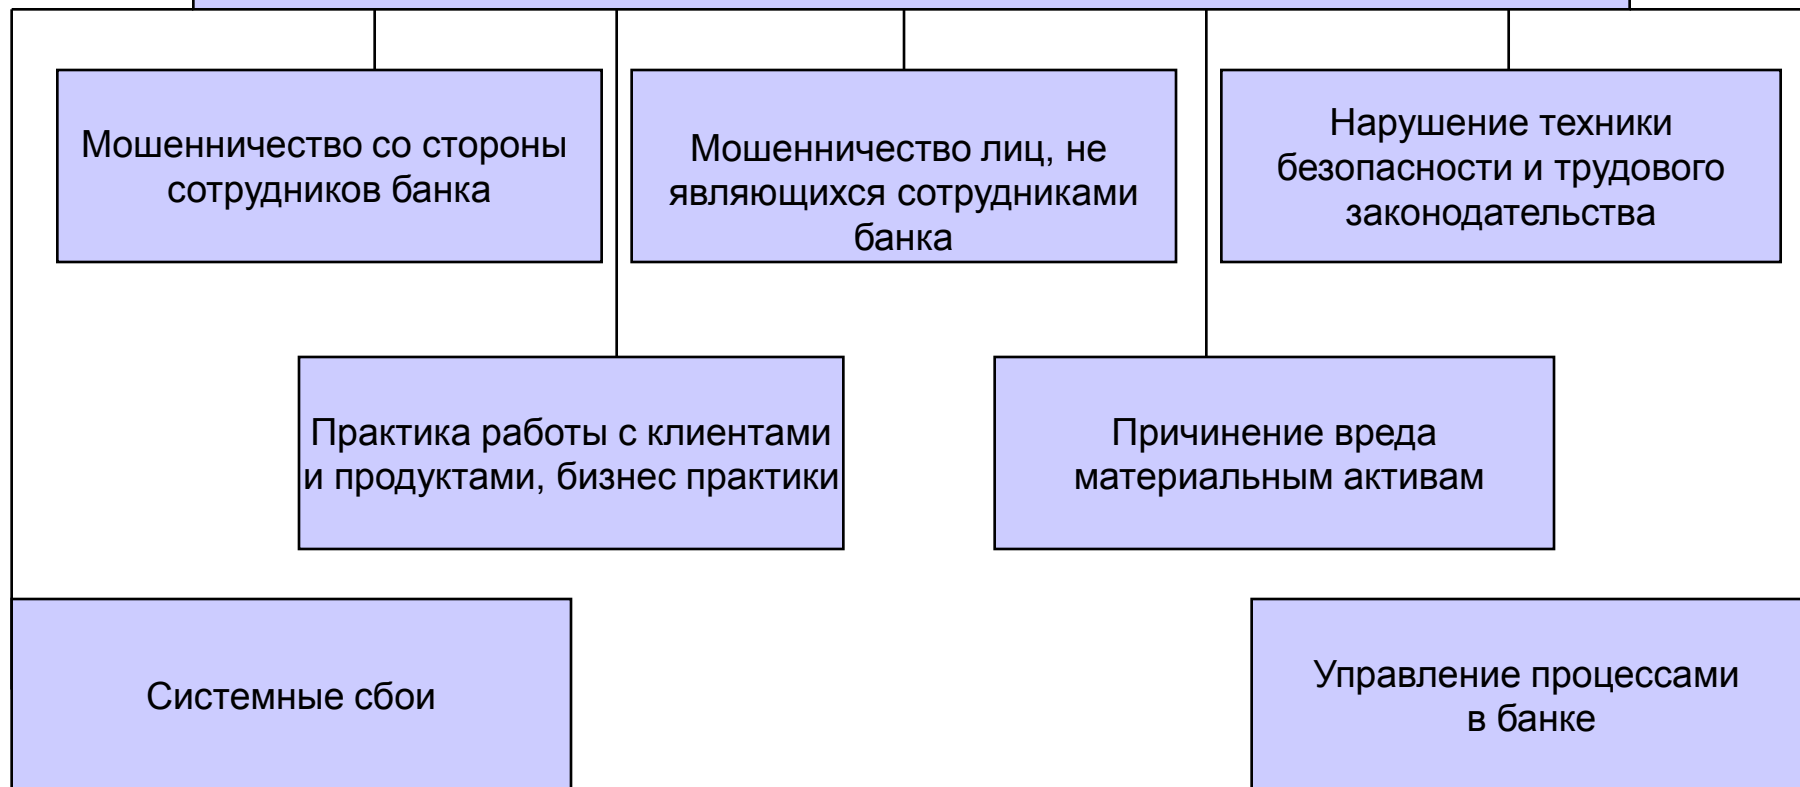 Мошенничество со стороны
сотрудников банка
Мошенничество лиц, не
являющихся сотрудниками
банка
Нарушение техники
безопасности и трудового
законодательства
Практика работы с клиентами
и продуктами, бизнес практики
Причинение вреда
материальным активам
Системные сбои
Управление процессами
в банке